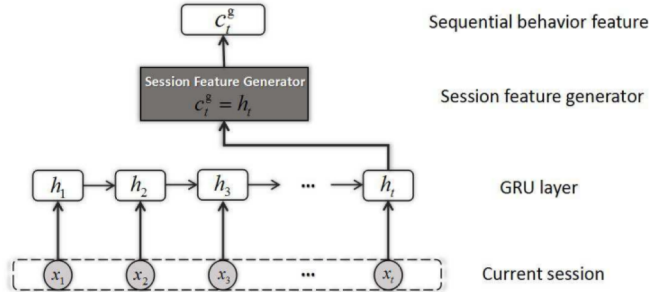 c_t^g Sequential behavior feature
Session Feature Generator
c_t^g = h_t Session feature generator
h_1 h_2 h_3 ... h_t GRU layer
x_1 x_2 x_3 ... x_t Current session